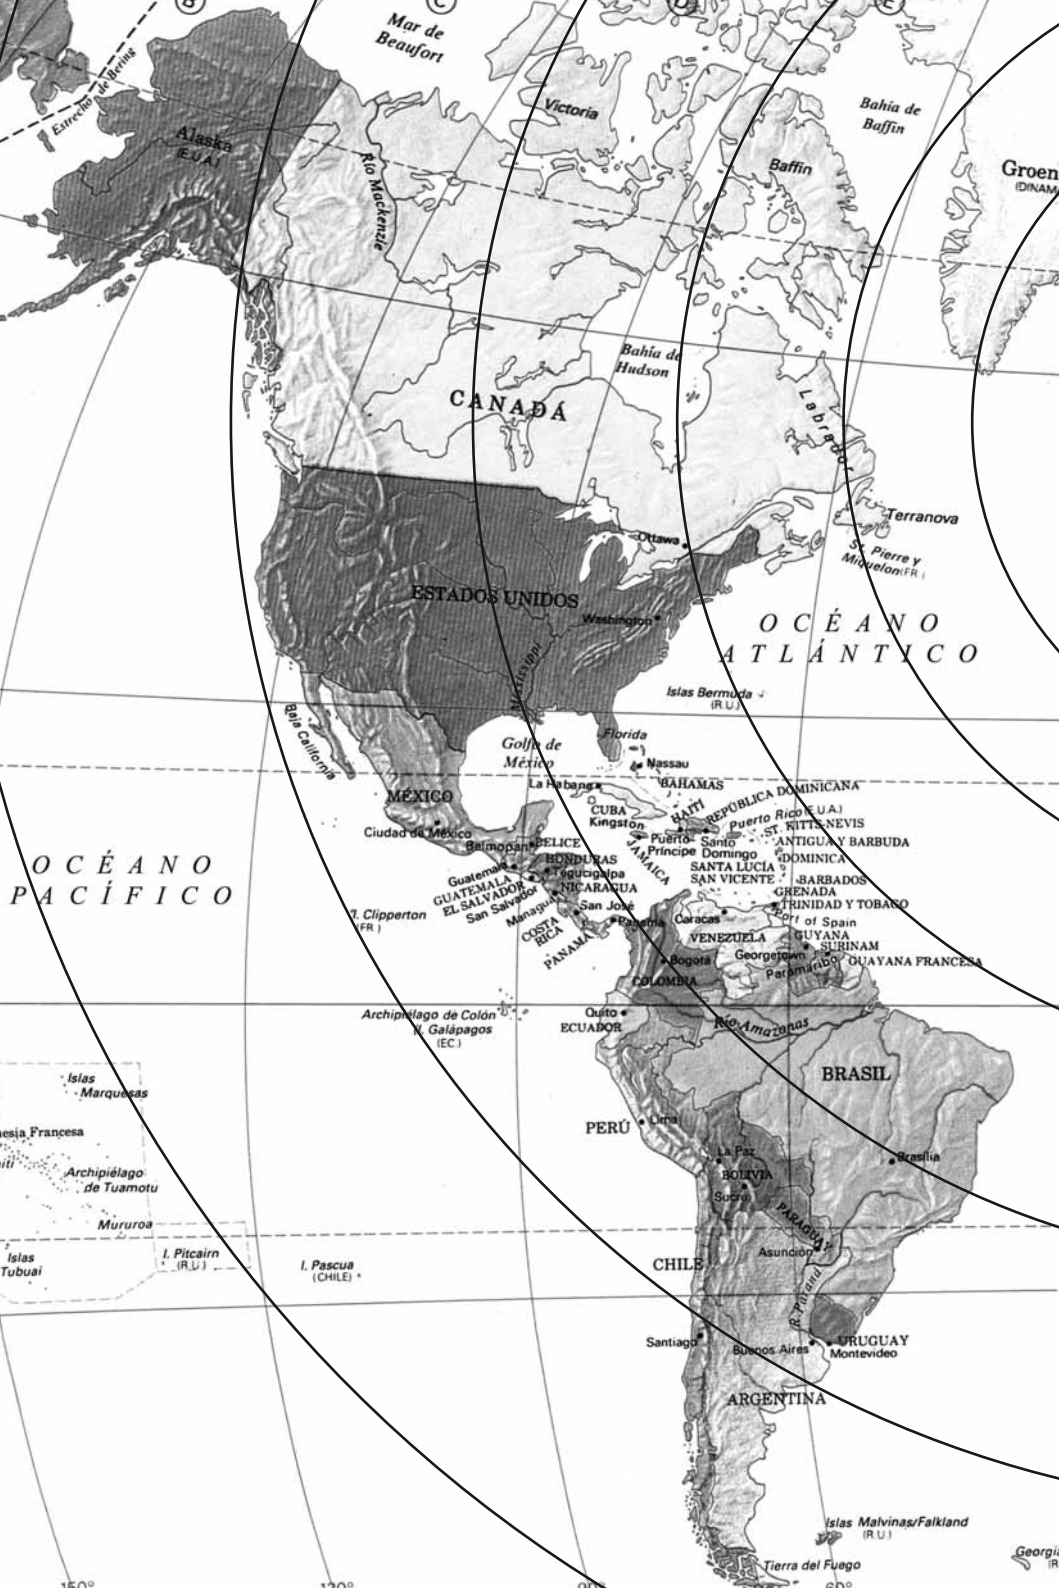 B
C
D
E
Mar de
Beaufort
Estrecho de Bering
Victoria
Bahía de
Baffin
Alaska
(E.U.A.)
Río Mackenzie
Baffin
Groen
(DINAM
Bahía de
Hudson
CANADÁ
Labrador
Terranova
Ottawa
St. Pierre y
Miquelon (FR.)
ESTADOS UNIDOS
Washington
OCÉANO
ATLÁNTICO
Mississippi
Islas Bermuda
(R.U.)
Baja California
Golfo de
México
Florida
Nassau
La Habana
BAHAMAS
MÉXICO
CUBA
HAITÍ
REPÚBLICA DOMINICANA
Kingston
Puerto Rico (E.U.A.)
Ciudad de México
ST. KITTS-NEVIS
Puerto
Príncipe
Santo
Domingo
ANTIGUA Y BARBUDA
Belmopan
BELICE
JAMAICA
DOMINICA
HONDURAS
SANTA LUCÍA
OCÉANO
PACÍFICO
Guatemala
Tegucigalpa
SAN VICENTE
BARBADOS
GUATEMALA
NICARAGUA
GRENADA
EL SALVADOR
San Salvador
San José
TRINIDAD Y TOBAGO
I. Clipperton
(FR.)
Managua
Panamá
Caracas
Port of Spain
COSTA
RICA
VENEZUELA
GUYANA
PANAMÁ
Georgetown
SURINAM
Bogotá
Paramaribo
GUAYANA FRANCESA
COLOMBIA
Archipiélago de Colón
I. Galápagos
(EC.)
Quito
ECUADOR
Río Amazonas
Islas
Marquesas
BRASIL
esia Francesa
iti
PERÚ
Lima
Archipiélago
de Tuamotu
La Paz
Brasilia
BOLIVIA
Sucre
Mururoa
PARAGUAY
Islas
Tubuai
I. Pitcairn
(R.U.)
I. Pascua
(CHILE)
CHILE
Asunción
R. Paraná
Santiago
Buenos Aires
URUGUAY
Montevideo
ARGENTINA
Islas Malvinas/Falkland
(R.U.)
Georgia
(R
Tierra del Fuego
150°
120°
90°
60°